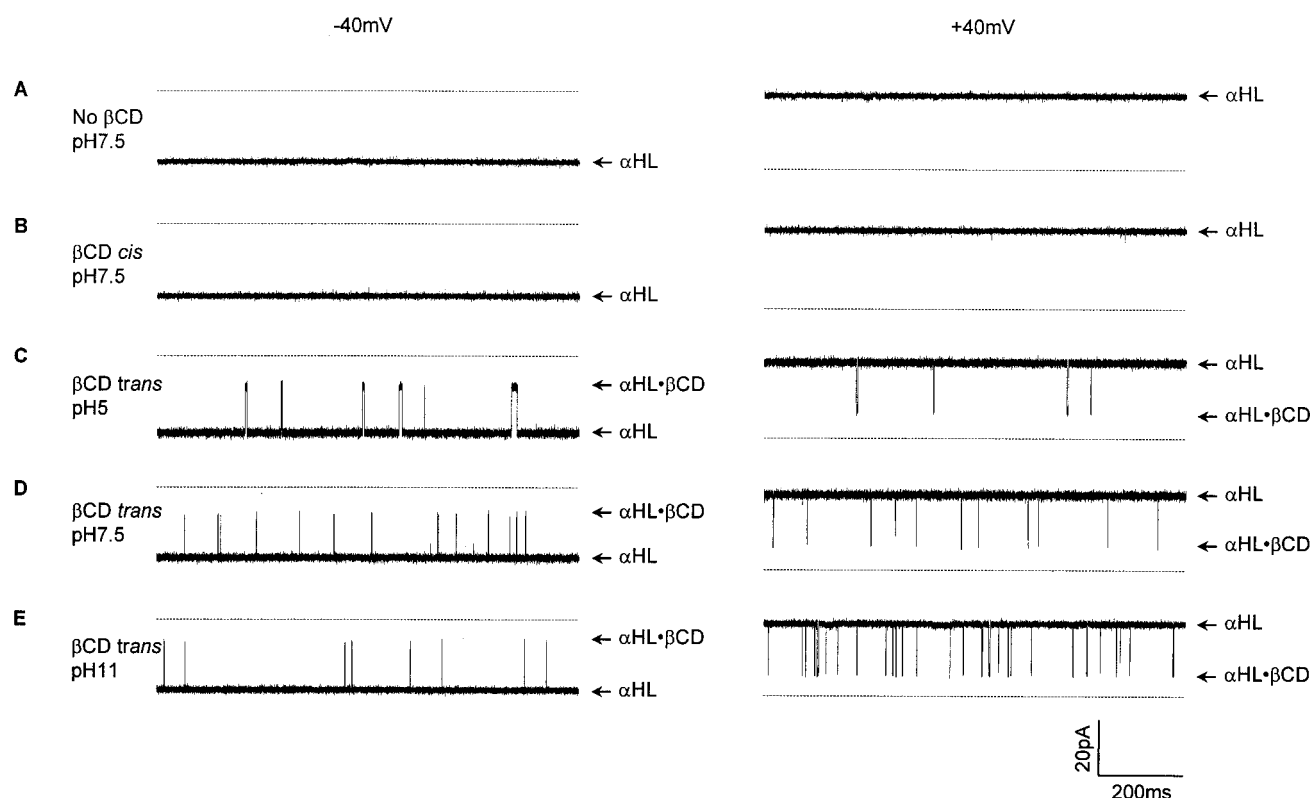 -40mV
+40mV
A
No βCD
pH7.5
← αHL
← αHL
B
βCD cis
pH7.5
← αHL
← αHL
C
βCD trans
pH5
← αHL•βCD
← αHL
← αHL
← αHL•βCD
D
βCD trans
pH7.5
← αHL•βCD
← αHL
← αHL
← αHL•βCD
E
βCD trans
pH11
← αHL•βCD
← αHL
← αHL
← αHL•βCD
20pA
200ms